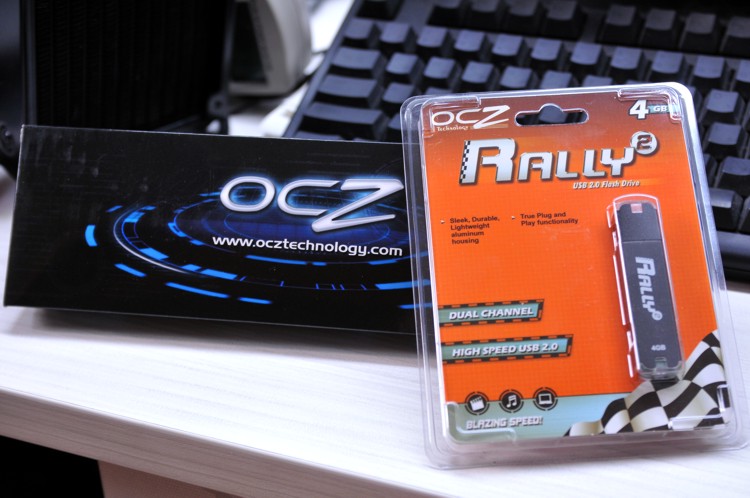 OCZ
www.ocztechnology.com
OCZ
Technology
4GB
RALLY2
USB 2.0 Flash Drive
- Sleek, Durable,
Lightweight
aluminum
housing
- True Plug and
Play functionality
RALLY2
4GB
DUAL CHANNEL
HIGH SPEED USB 2.0
BLAZING SPEED!